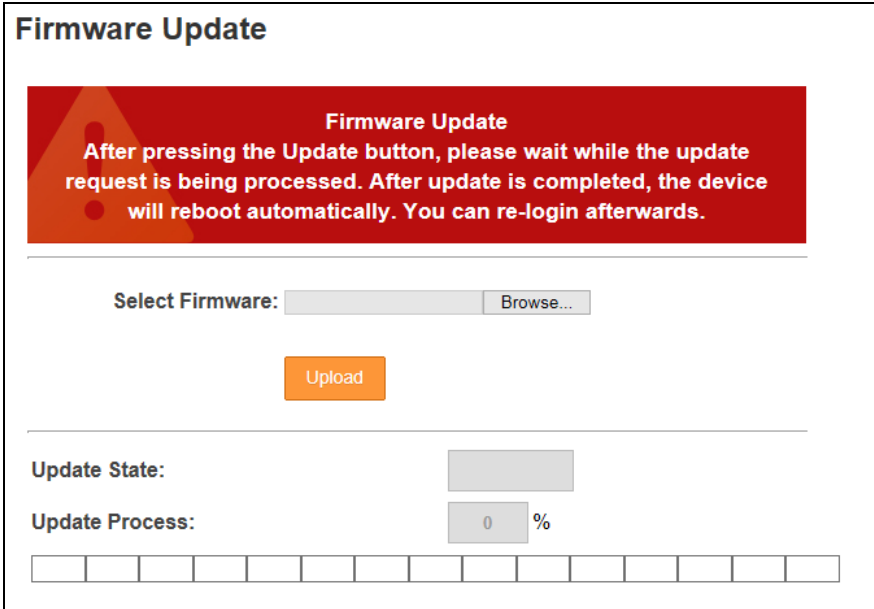 Firmware Update
Firmware Update
After pressing the Update button, please wait while the update
request is being processed. After update is completed, the device
will reboot automatically. You can re-login afterwards.
Select Firmware: Browse...
Upload
Update State:
Update Process: 0 %